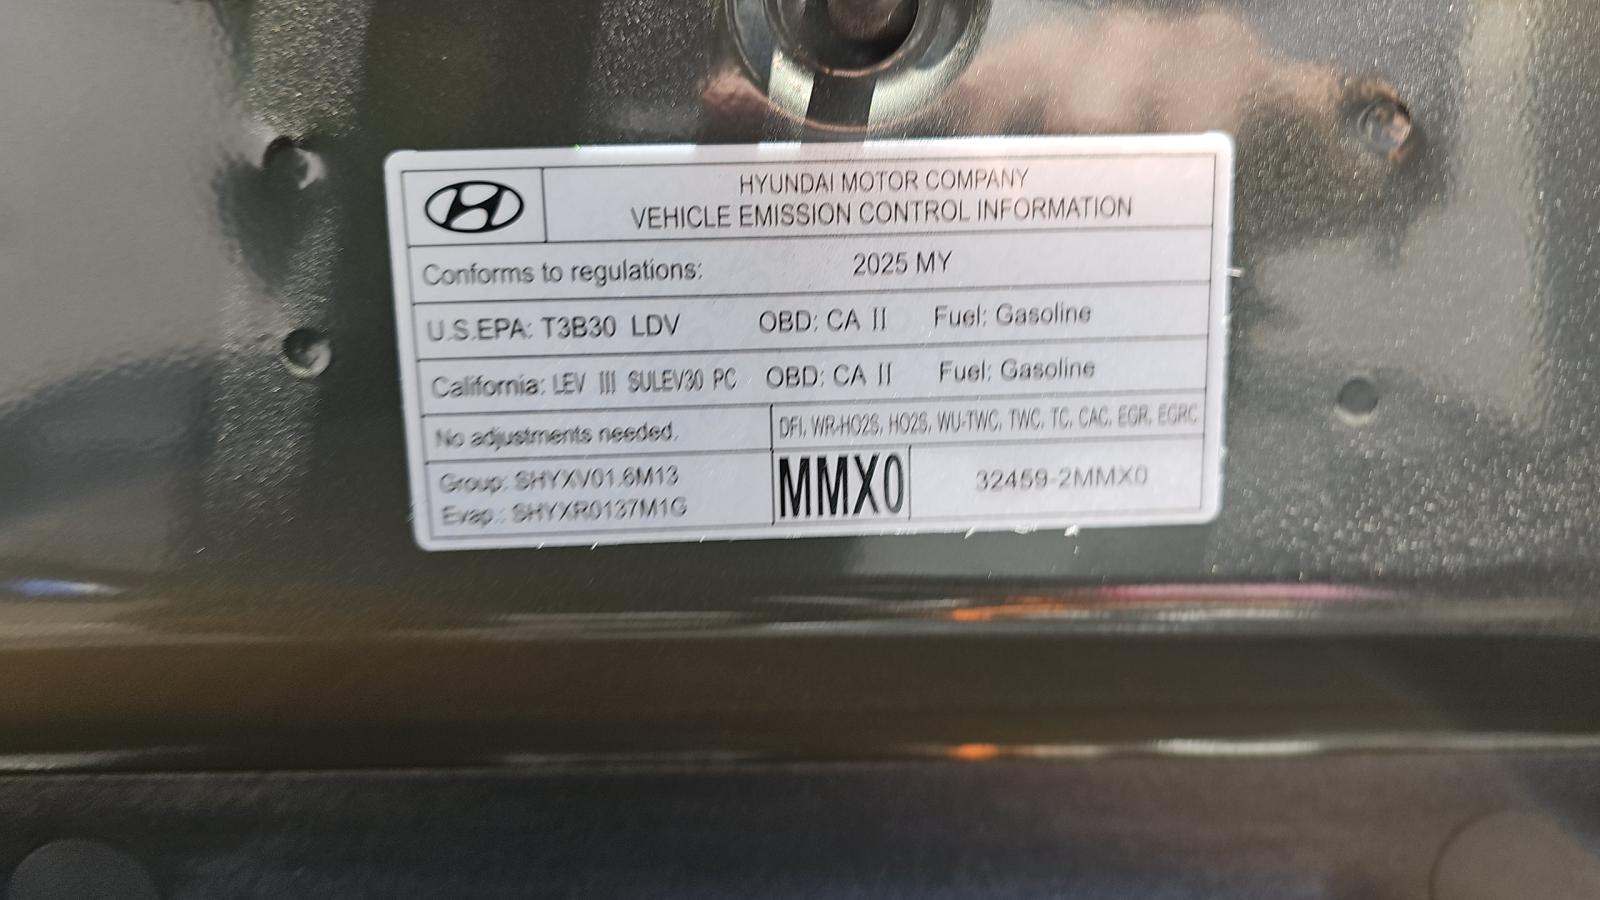 HYUNDAI MOTOR COMPANY
VEHICLE EMISSION CONTROL INFORMATION
Conforms to regulations: 2025 MY
U.S.EPA: T3B30 LDV OBD: CA II Fuel: Gasoline
California: LEV III SULEV30 PC OBD: CA II Fuel: Gasoline
No adjustments needed. DFI, WR-HO2S, HO2S, WU-TWC, TWC, TC, CAC, EGR, EGRC
Group: SHYXV01.6M13
Evap.: SHYXR0137M1G
MMX0
32459-2MMX0